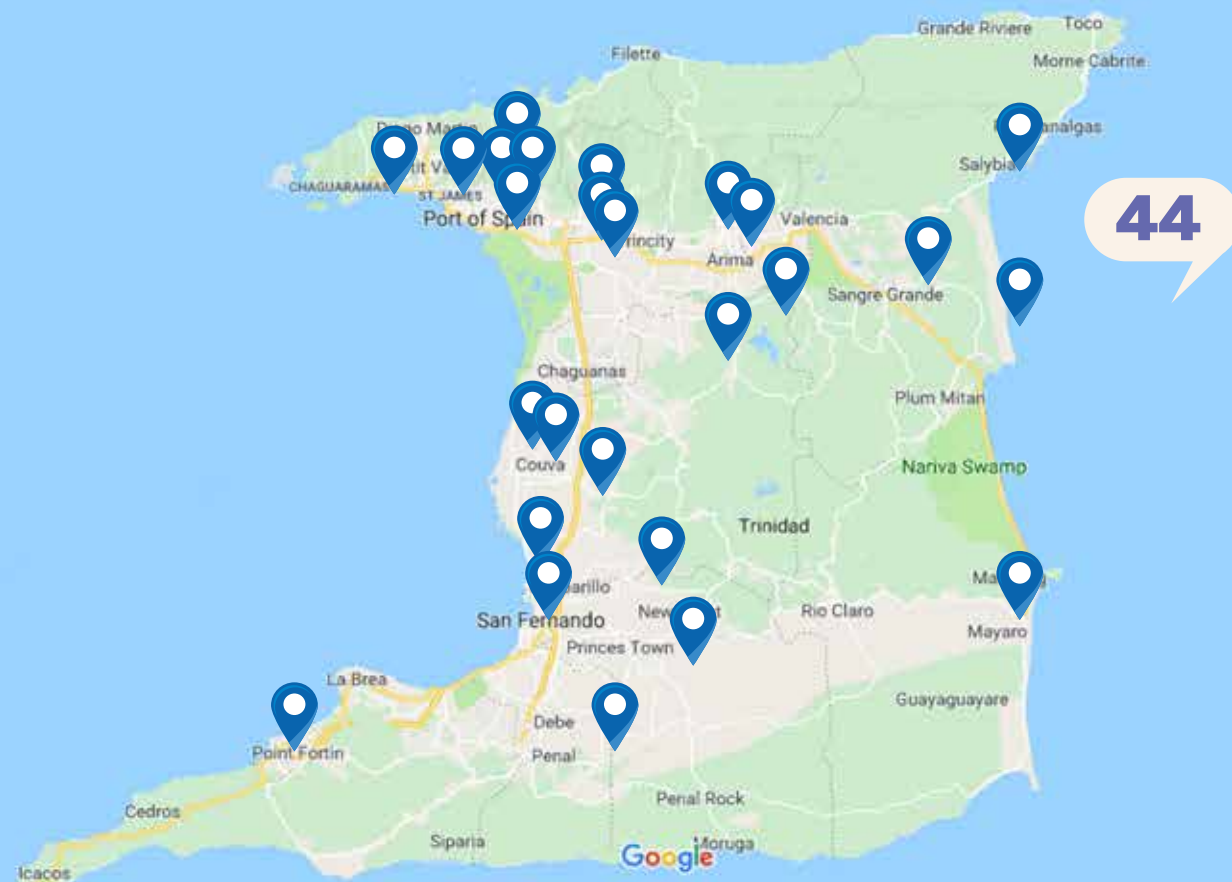 Grande Riviere
Toco
Filette
Morne Cabrite
Salybia
CHAGUARAMAS
ST JAMES
Port of Spain
44
Valencia
Arima
Sangre Grande
Chaguanas
Plum Mitan
Couva
Nariva Swamp
Trinidad
Rio Claro
San Fernando
Mayaro
Princes Town
La Brea
Guayaguayare
Debe
Point Fortin
Penal
Penal Rock
Cedros
Siparia
Moruga
Google
Icacos